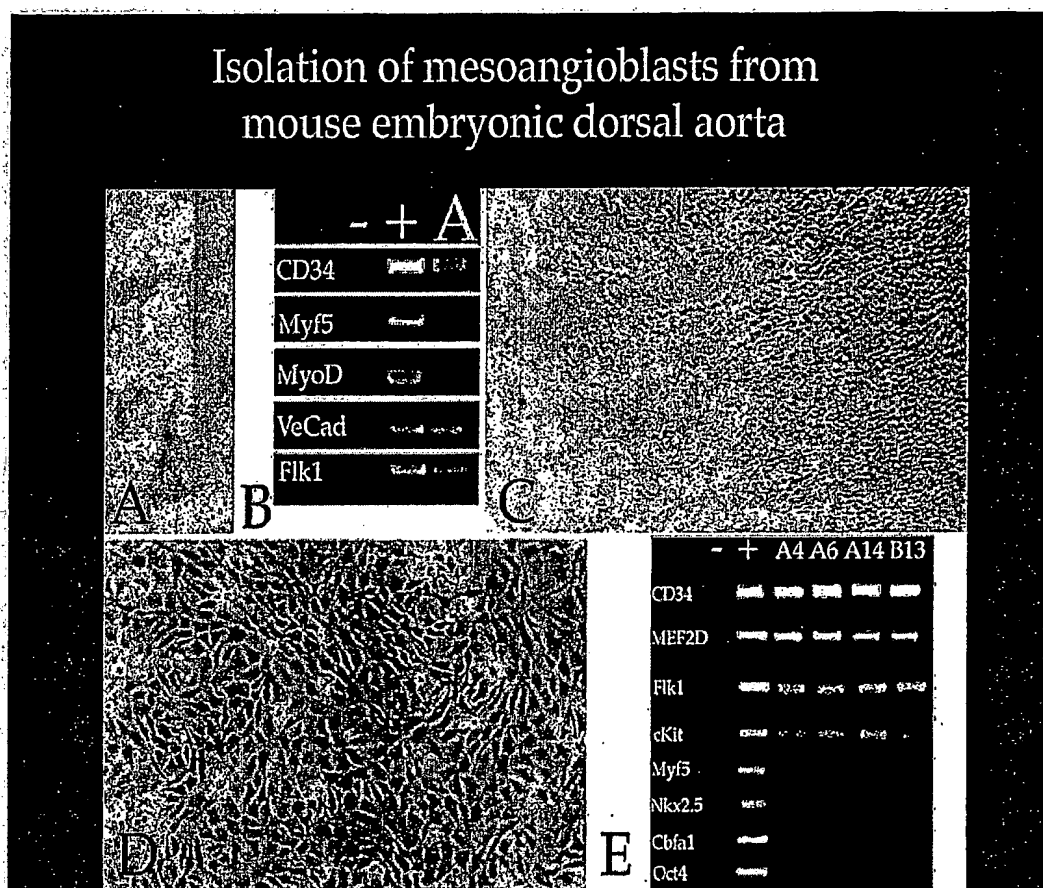 Isolation of mesoangioblasts from
mouse embryonic dorsal aorta
A
B
- + A
CD34
Myf5
MyoD
VeCad
Flk1
C
D
E
- + A4 A6 A14 B13
CD34
MEF2D
Flk1
cKit
Myf5
Nkx2.5
Cbfa1
Oct4